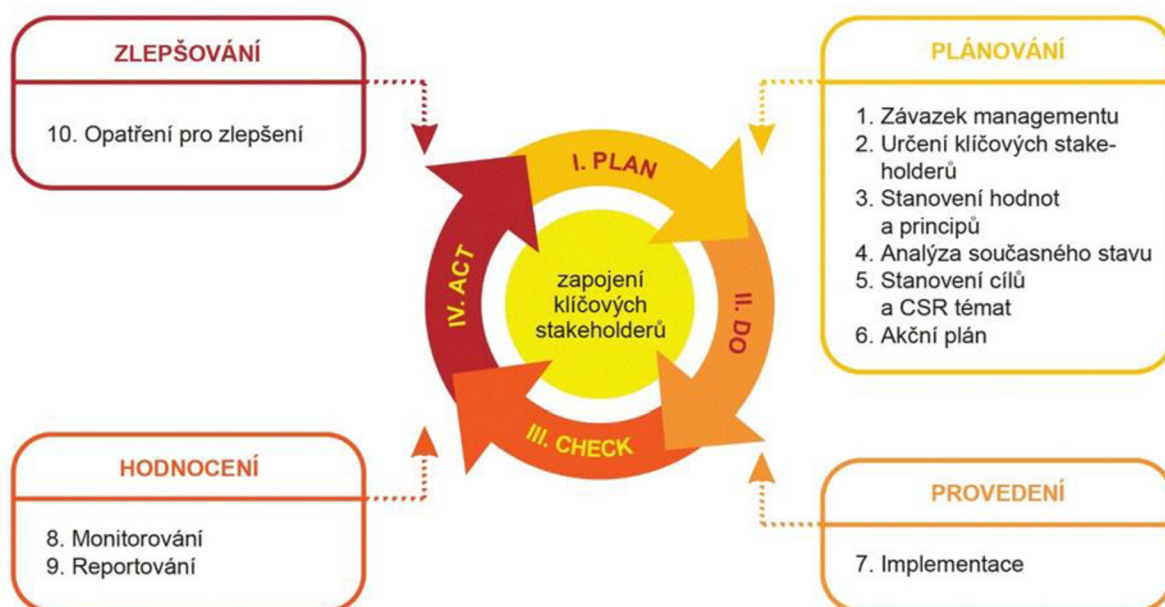 ZLEPŠOVÁNÍ
10. Opatření pro zlepšení
PLÁNOVÁNÍ
1. Závazek managementu
2. Určení klíčových stake-
holderů
3. Stanovení hodnot
a principů
4. Analýza současného stavu
5. Stanovení cílů
a CSR témat
6. Akční plán
I. PLAN
II. DO
III. CHECK
IV. ACT
zapojení
klíčových
stakeholderů
HODNOCENÍ
8. Monitorování
9. Reportování
PROVEDENÍ
7. Implementace